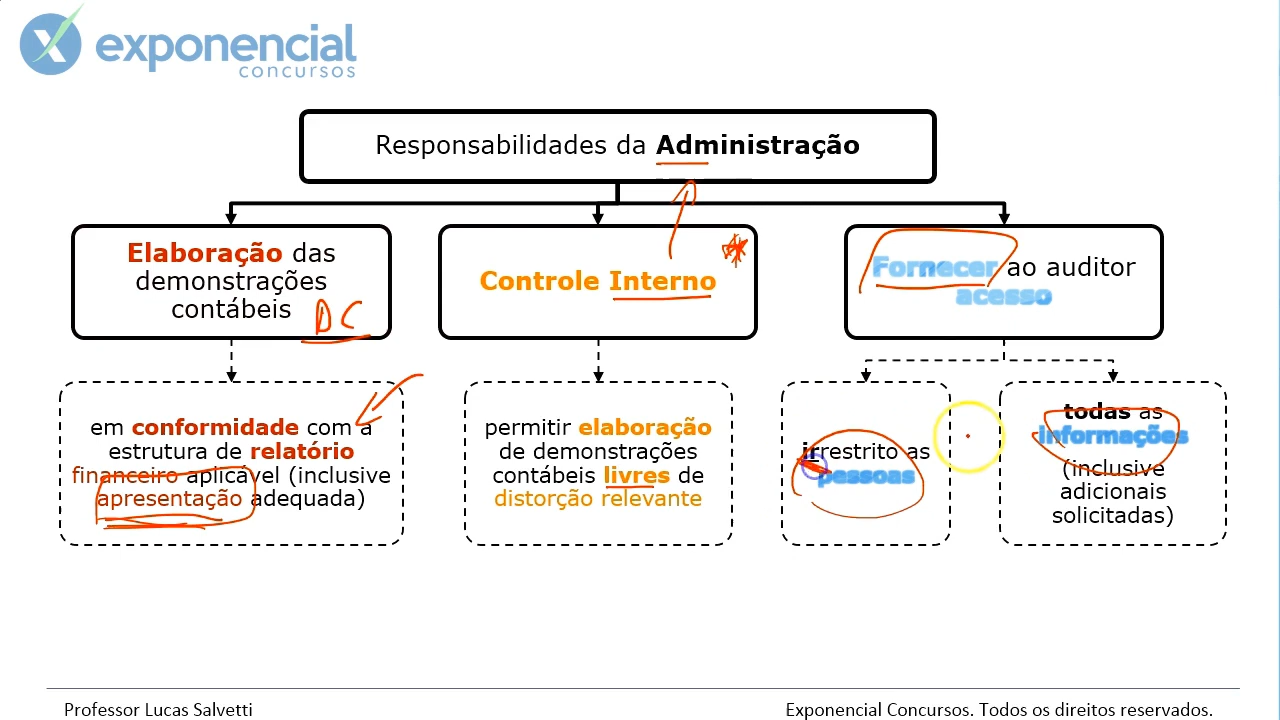 exponencial
concursos
Responsabilidades da Administração
Elaboração das
demonstrações
contábeis
DC
Controle Interno
Fornecer ao auditor
acesso
em conformidade com a
estrutura de relatório
financeiro aplicável (inclusive
apresentação adequada)
permitir elaboração
de demonstrações
contábeis livres de
distorção relevante
irrestrito as
pessoas
todas as
informações
(inclusive
adicionais
solicitadas)
Professor Lucas Salvetti
Exponencial Concursos. Todos os direitos reservados.